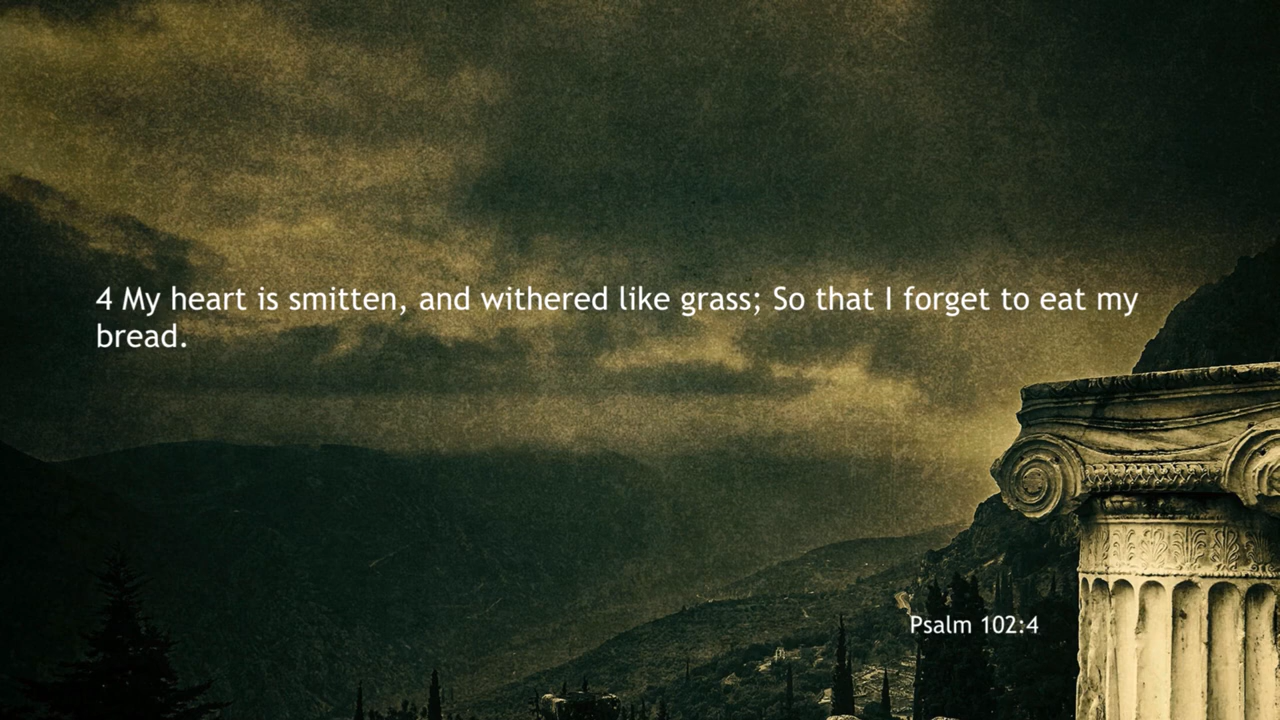 4 My heart is smitten, and withered like grass; So that I forget to eat my
bread.
Psalm 102:4